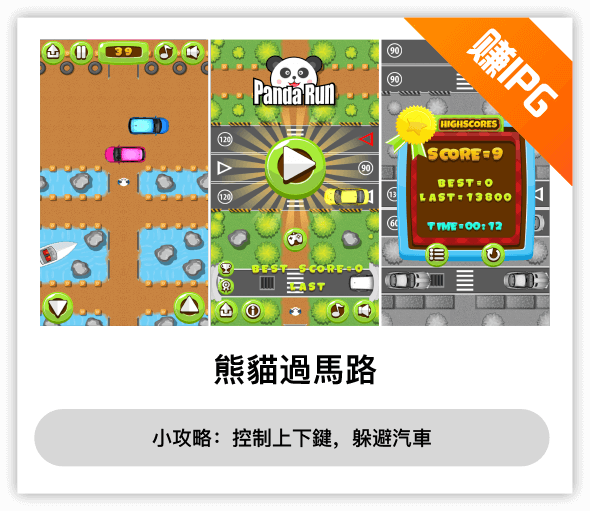 賺IPG
39
Panda Run
120
90
120
BEST SCORE=0
LAST
90
90
HIGHSCORES
SCORE=9
BEST=0
LAST=13800
TIME=00:12
熊貓過馬路
小攻略：控制上下鍵，躲避汽車